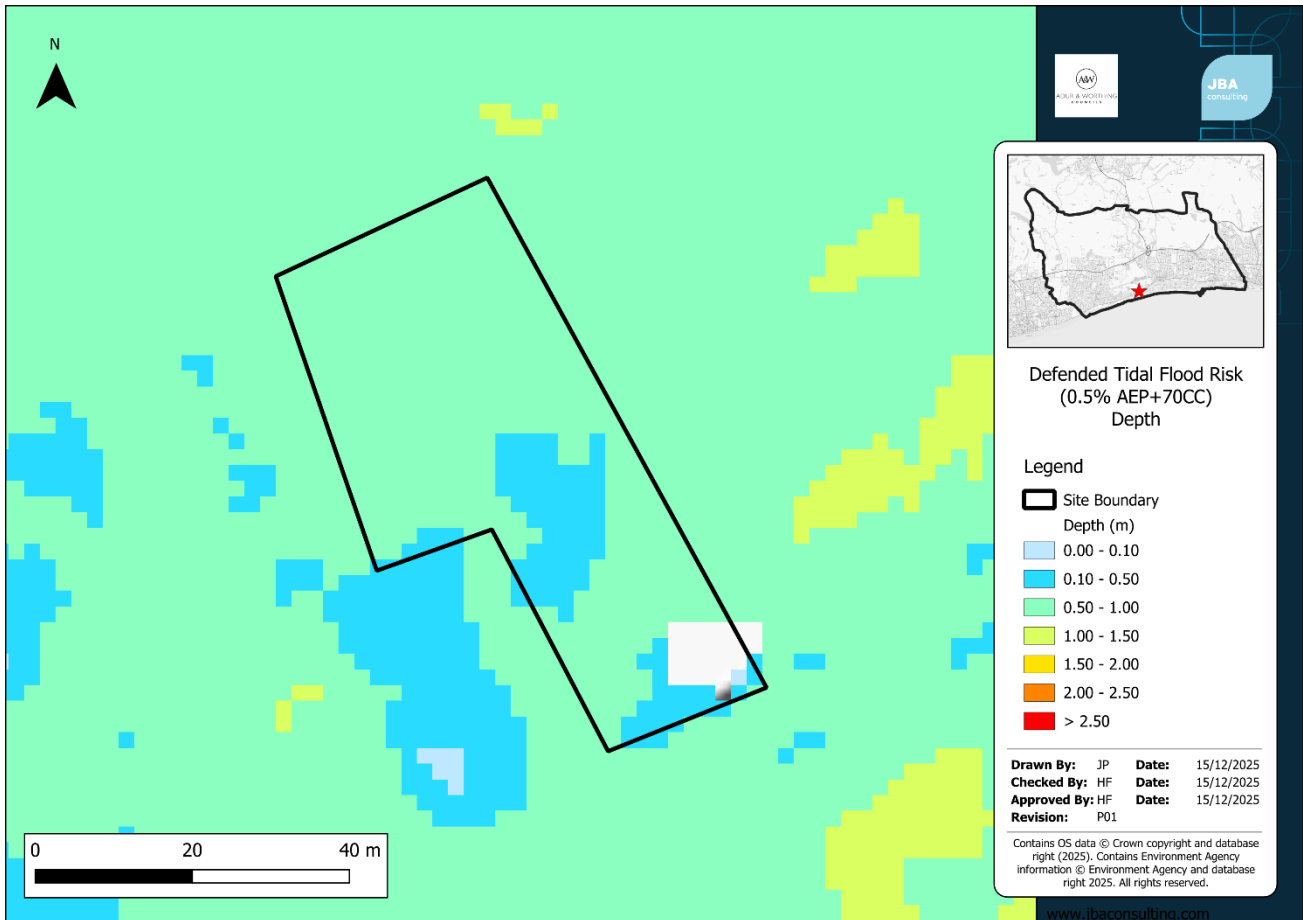 N
A&W
ADUR & WORTHING
COUNCILS
JBA
consulting
Defended Tidal Flood Risk
(0.5% AEP+70CC)
Depth
Legend
Site Boundary
Depth (m)
0.00 - 0.10
0.10 - 0.50
0.50 - 1.00
1.00 - 1.50
1.50 - 2.00
2.00 - 2.50
> 2.50
Drawn By: JP Date: 15/12/2025
Checked By: HF Date: 15/12/2025
Approved By: HF Date: 15/12/2025
Revision: P01
Contains OS data © Crown copyright and database
right (2025). Contains Environment Agency
information © Environment Agency and database
right 2025. All rights reserved.
www.jbaconsulting.com
0 20 40 m